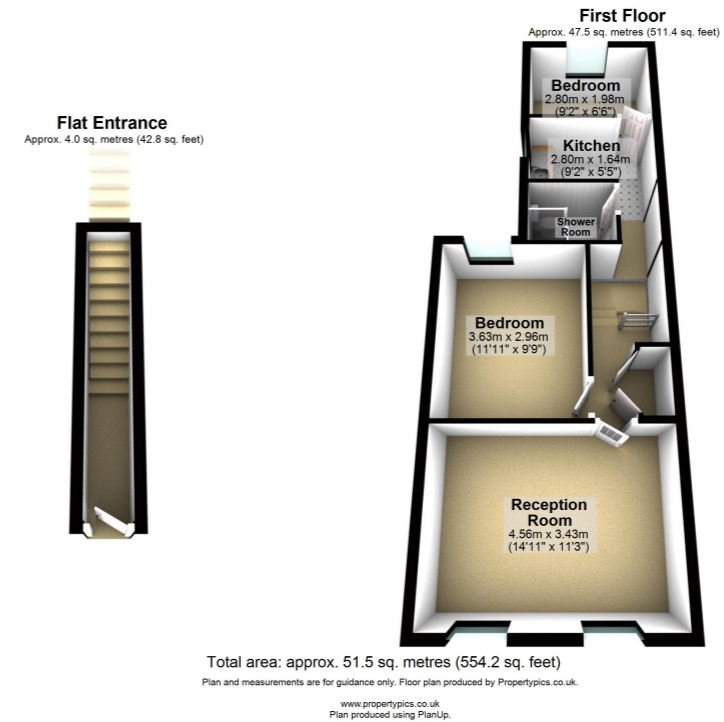 First Floor
Approx. 47.5 sq. metres (511.4 sq. feet)
Bedroom
2.80m x 1.98m
(9'2" x 6'6")
Flat Entrance
Approx. 4.0 sq. metres (42.8 sq. feet)
Kitchen
2.80m x 1.64m
(9'2" x 5'5")
Shower
Room
Bedroom
3.63m x 2.96m
(11'11" x 9'9")
Reception
Room
4.56m x 3.43m
(14'11" x 11'3")
Total area: approx. 51.5 sq. metres (554.2 sq. feet)
Plan and measurements are for guidance only. Floor plan produced by Propertypics.co.uk.
www.propertypics.co.uk
Plan produced using PlanUp.